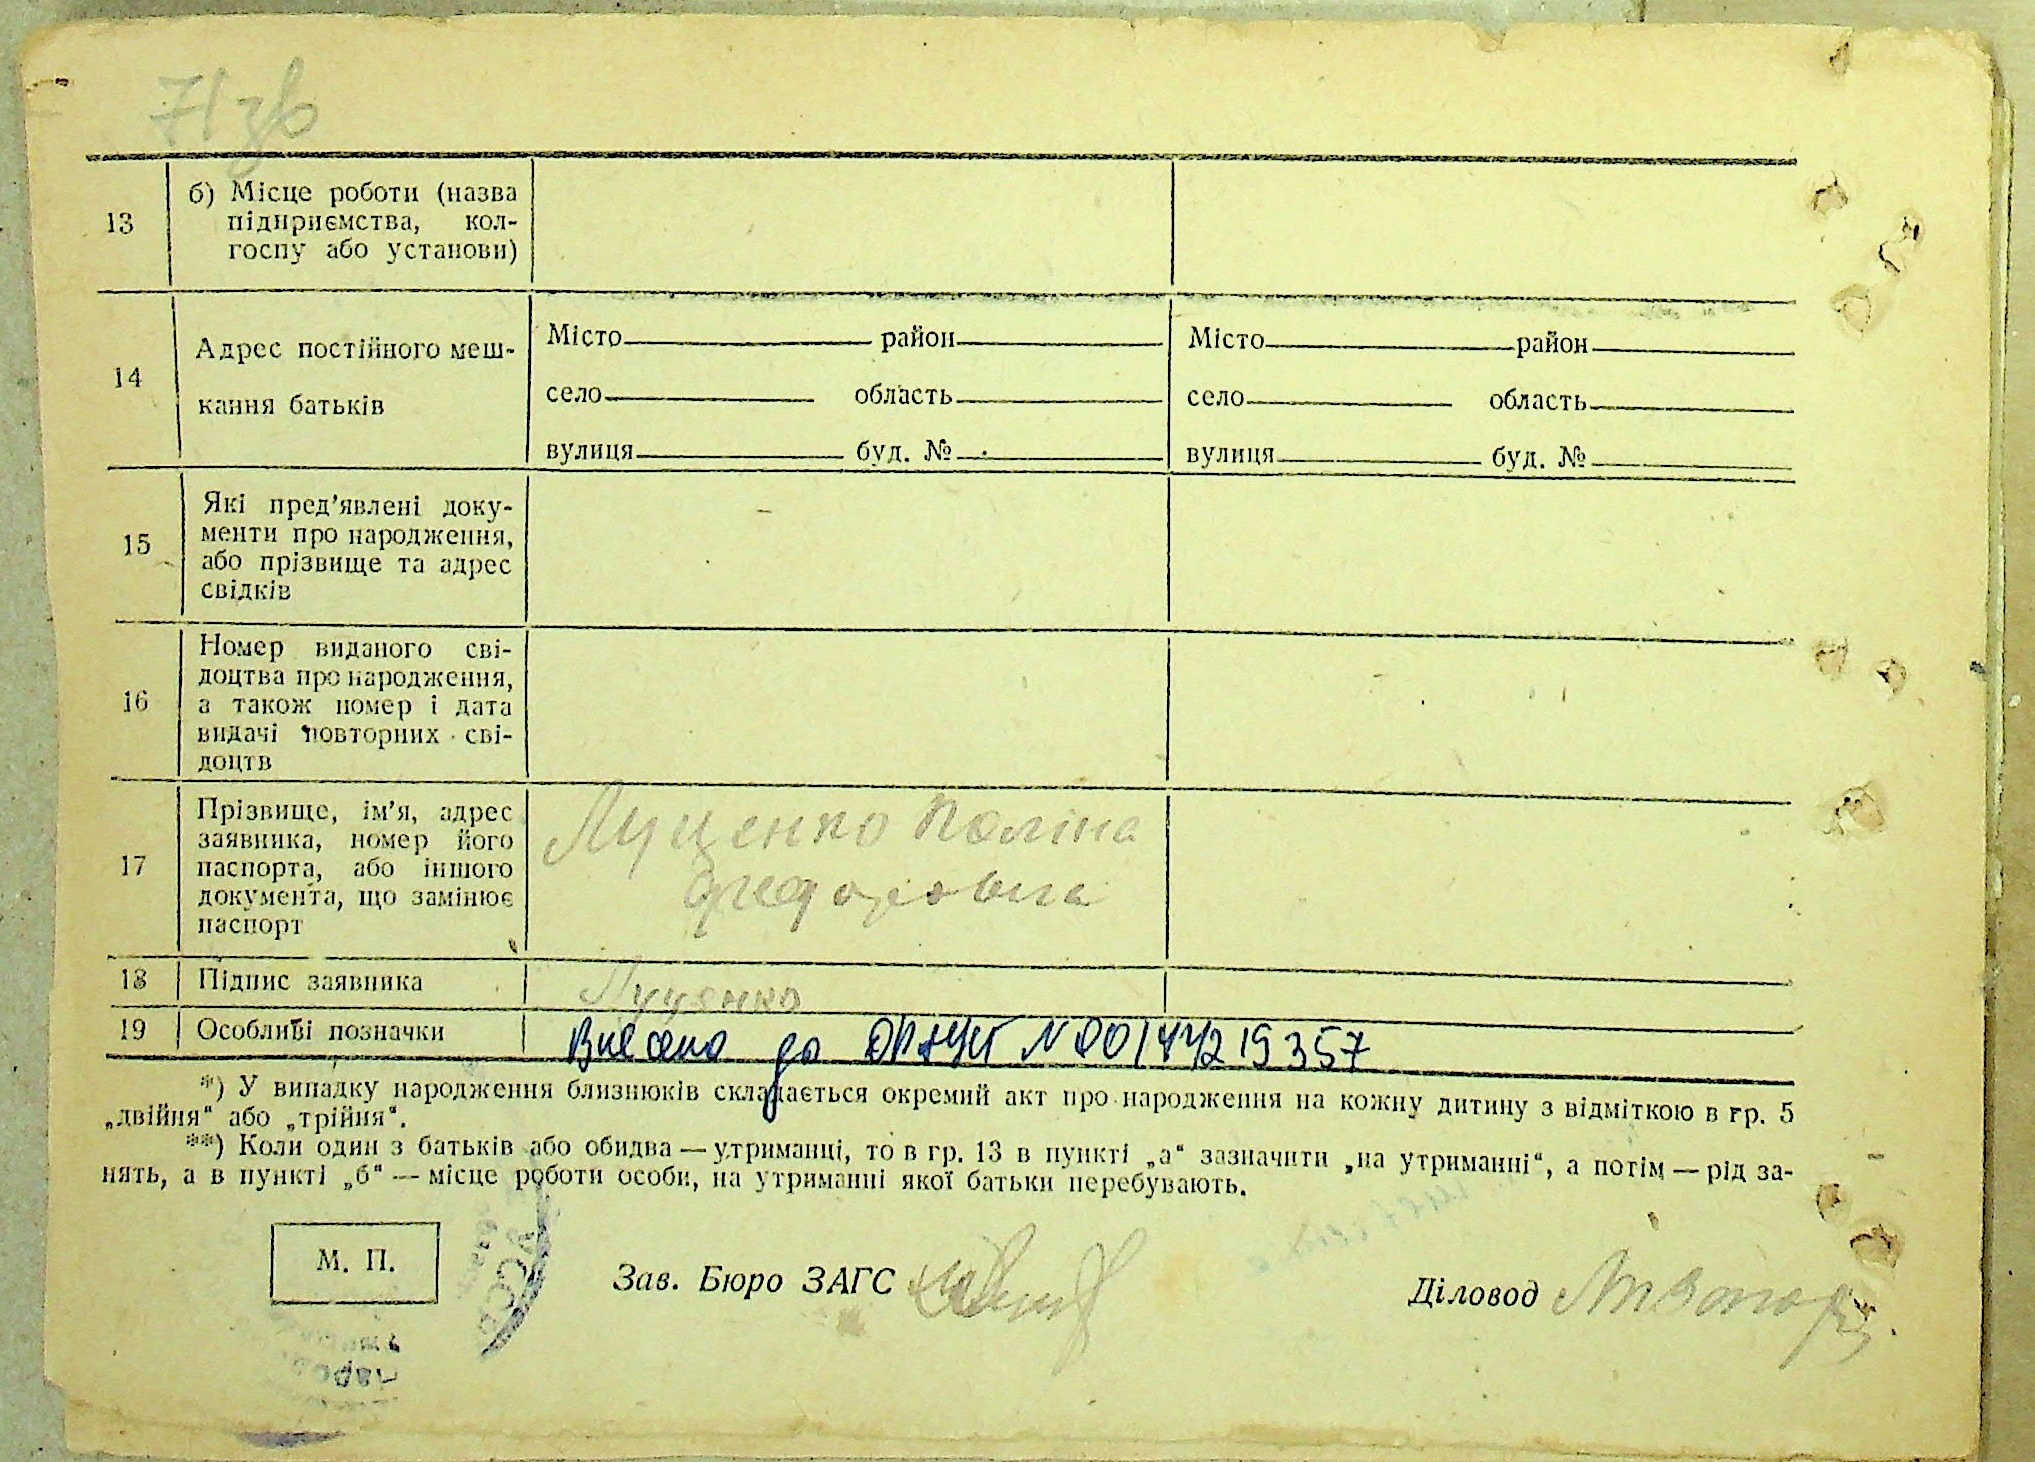 71 зв
13
б) Місце роботи (назва
підприємства, кол-
госпу або установи)
14
Адрес постійного меш-
кання батьків
Місто район
село область
вулиця буд. №
Місто район
село область
вулиця буд. №
15
Які пред'явлені доку-
менти про народження,
або прізвище та адрес
свідків
16
Номер виданого сві-
доцтва про народження,
а також номер і дата
видачі повторних сві-
доцтв
17
Прізвище, ім'я, адрес
заявника, номер його
паспорта, або іншого
документа, що замінює
паспорт
Луценко Поліна
Федоровна
18
Підпис заявника
Луценко
19
Особливі позначки
Внесено до ДРАЦСГ N 00144219357
*) У випадку народження близнюків складається окремий акт про народження на кожну дитину з відміткою в гр. 5
„двійня“ або „трійня“.
**) Коли один з батьків або обидва — утриманці, то в гр. 13 в пункті „а“ зазначити „на утриманні“, а потім — рід за-
нять, а в пункті „б“ — місце роботи особи, на утриманні якої батьки перебувають.
М. П.
Зав. Бюро ЗАГС
Діловод
УССР